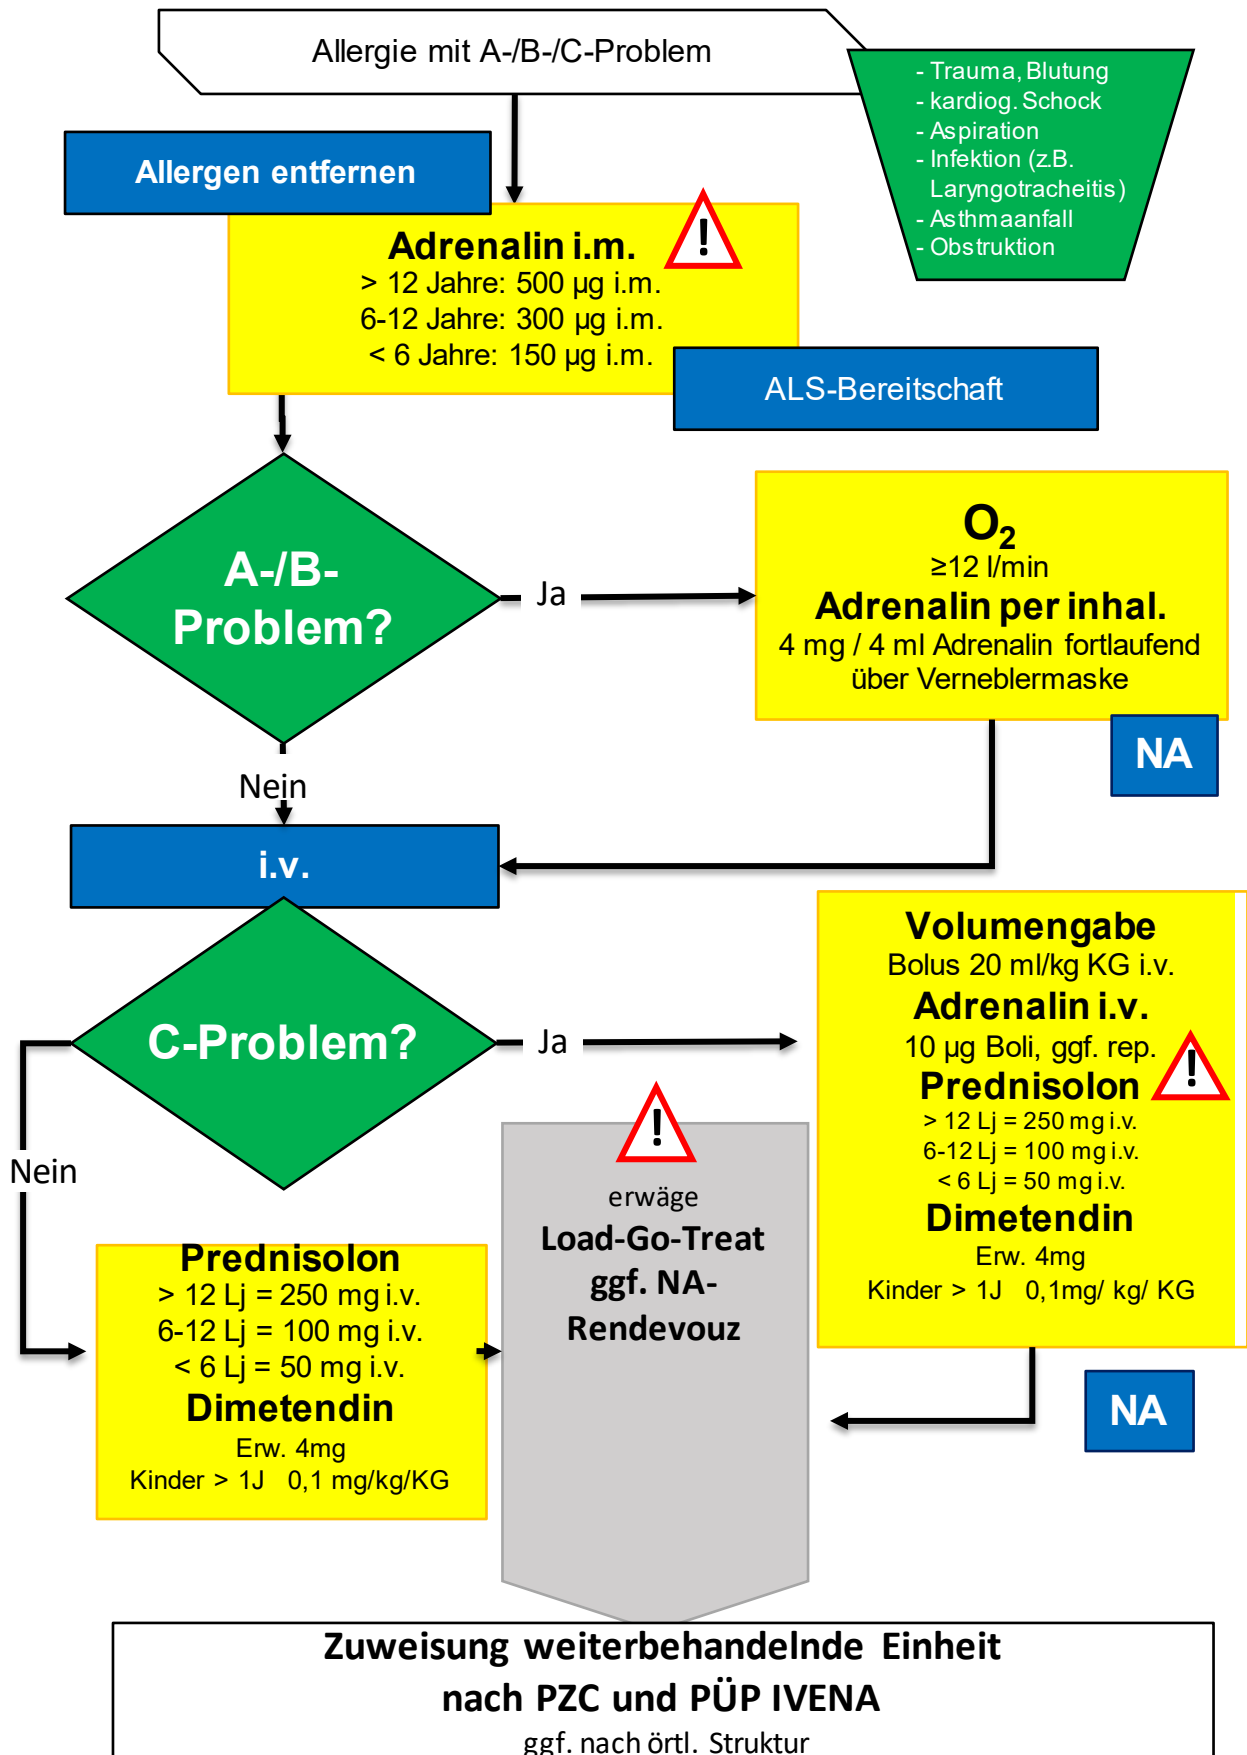 Allergie mit A-/B-/C-Problem
- Trauma, Blutung
- kardiog. Schock
- Aspiration
- Infektion (z.B.
Laryngotracheitis)
- Asthmaanfall
- Obstruktion
Allergen entfernen
!
Adrenalin i.m.
> 12 Jahre: 500 µg i.m.
6-12 Jahre: 300 µg i.m.
< 6 Jahre: 150 µg i.m.
ALS-Bereitschaft
A-/B-
Problem?
Ja
O₂
≥12 l/min
Adrenalin per inhal.
4 mg / 4 ml Adrenalin fortlaufend
über Verneblermaske
NA
Nein
i.v.
C-Problem?
Ja
Volumengabe
Bolus 20 ml/kg KG i.v.
Adrenalin i.v.
10 µg Boli, ggf. rep.
!
Prednisolon
> 12 Lj = 250 mg i.v.
6-12 Lj = 100 mg i.v.
< 6 Lj = 50 mg i.v.
Dimetendin
Erw. 4mg
Kinder > 1J 0,1mg/ kg/ KG
NA
Nein
Prednisolon
> 12 Lj = 250 mg i.v.
6-12 Lj = 100 mg i.v.
< 6 Lj = 50 mg i.v.
Dimetendin
Erw. 4mg
Kinder > 1J 0,1 mg/kg/KG
!
erwäge
Load-Go-Treat
ggf. NA-
Rendevouz
Zuweisung weiterbehandelnde Einheit
nach PZC und PÜP IVENA
ggf. nach örtl. Struktur